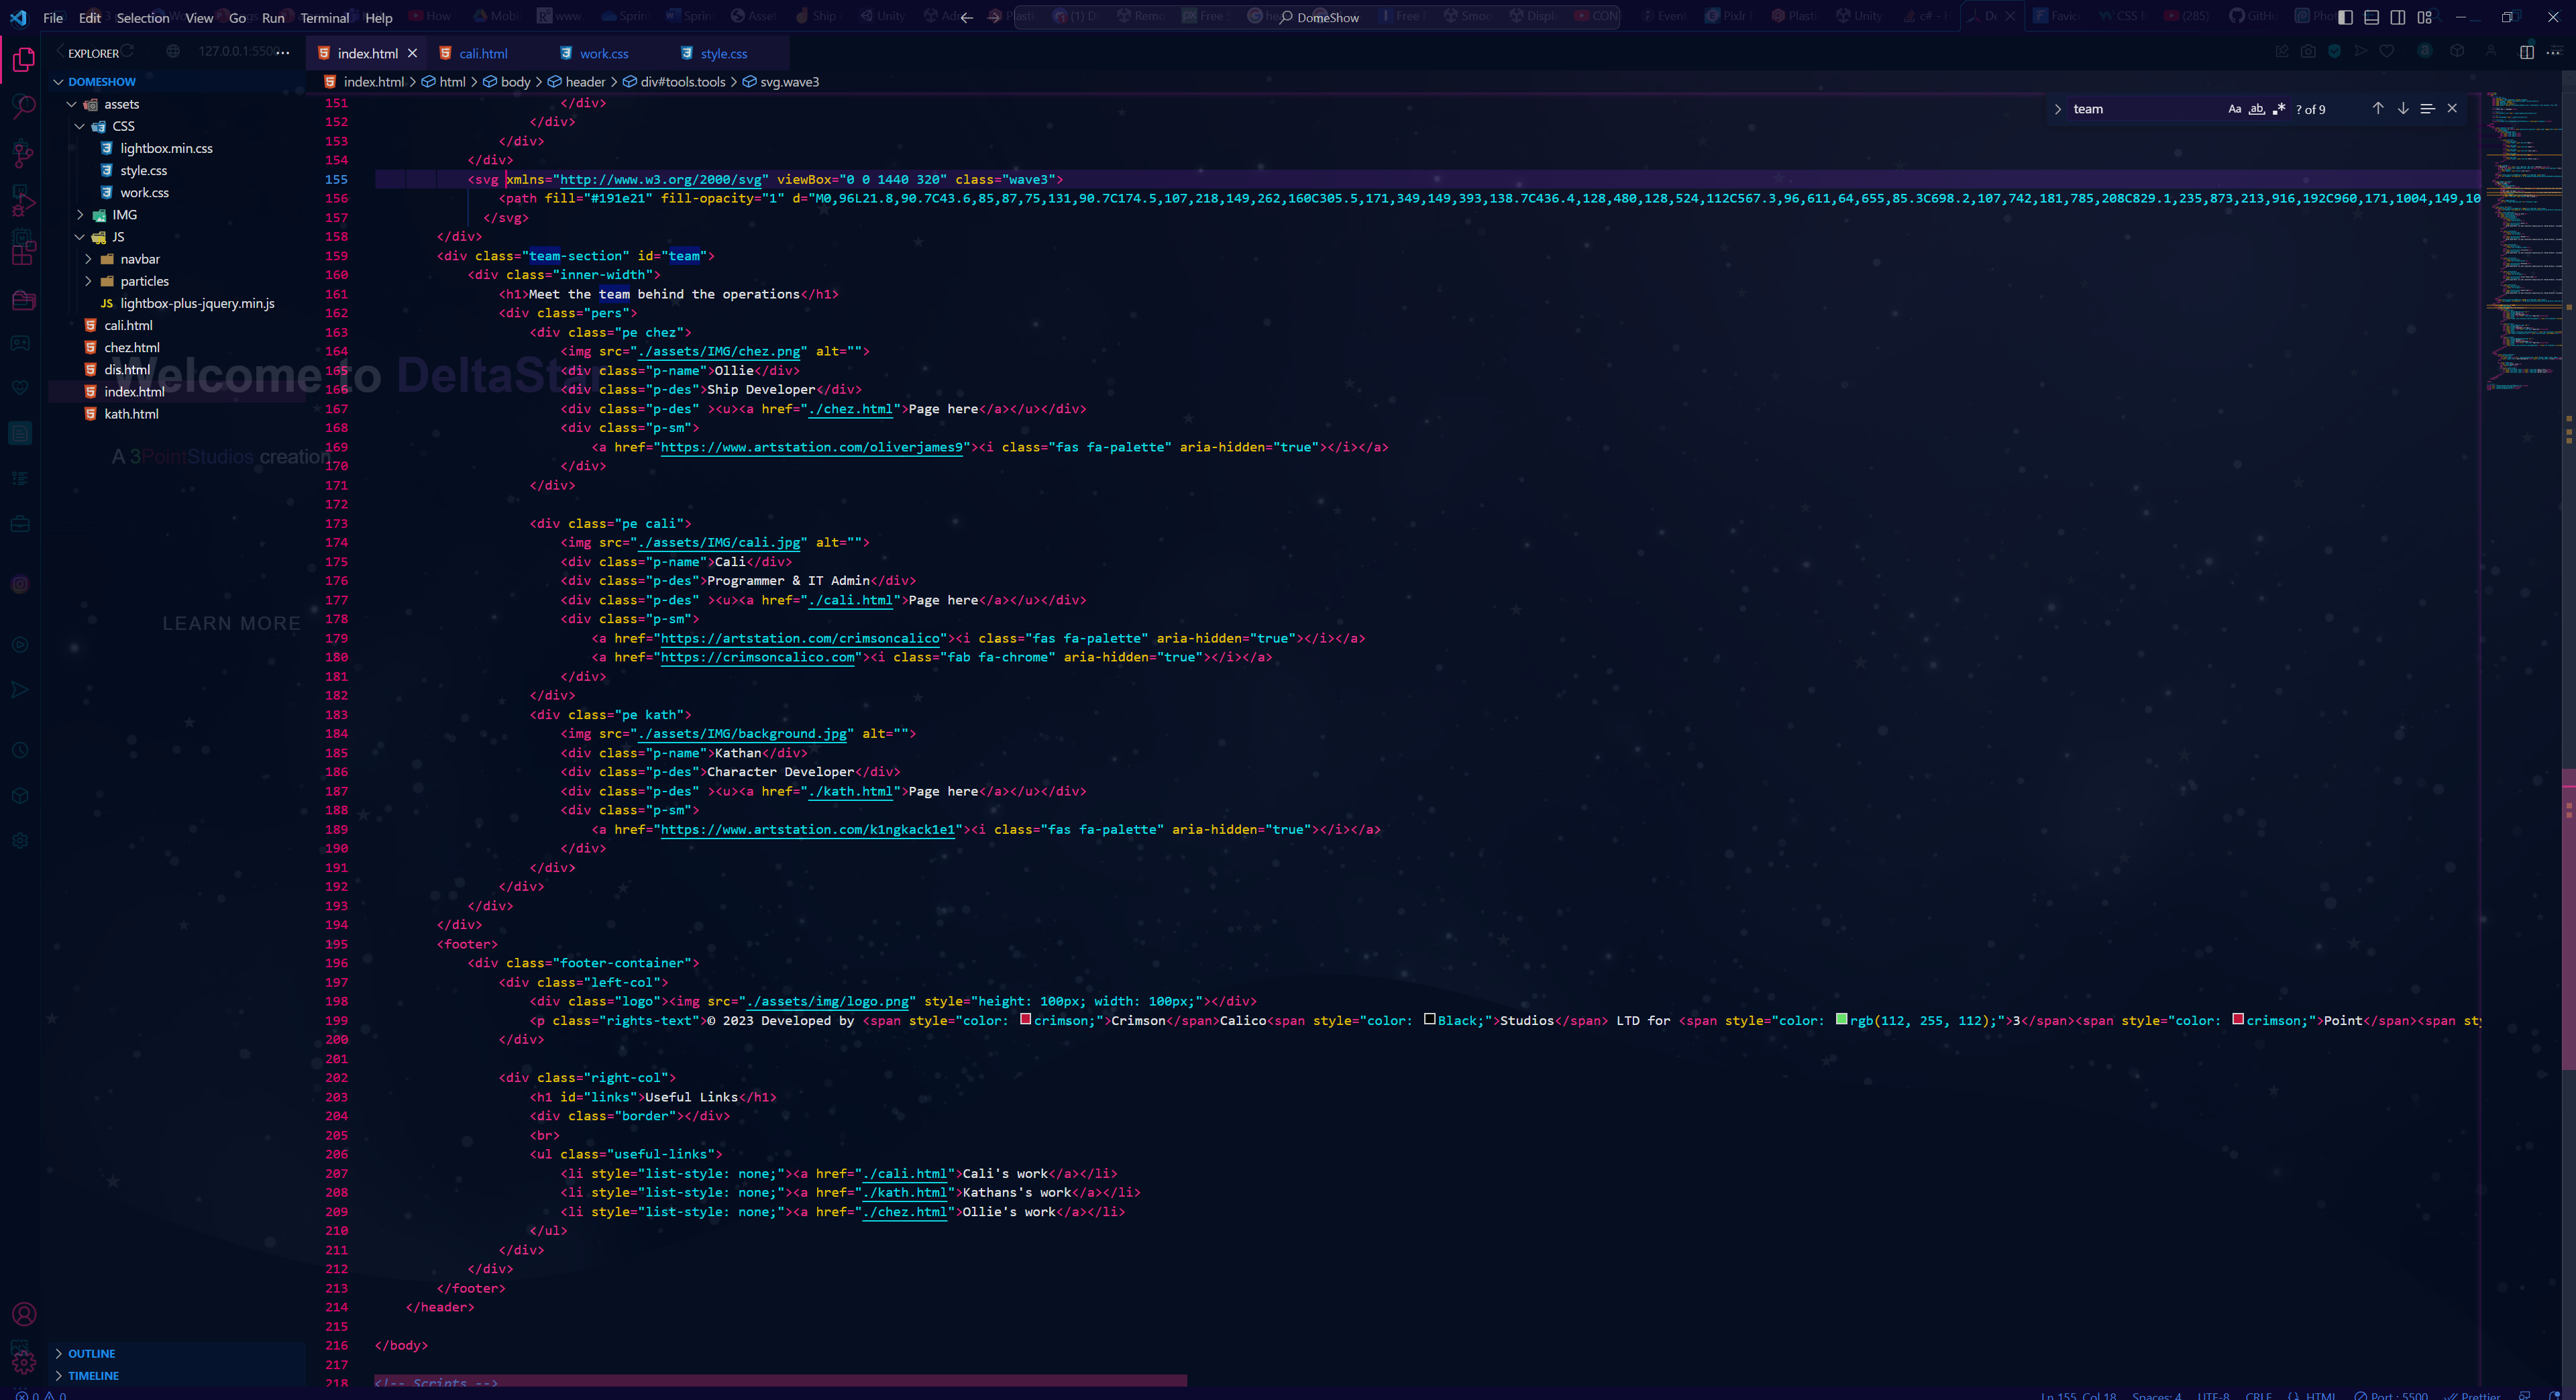 File Edit Selection View Go Run Terminal Help
DomeShow
EXPLORER
127.0.0.1:5500
index.html
cali.html
work.css
style.css
DOMESHOW
index.html > html > body > header > div#tools.tools > svg.wave3
team
Aa ab ? of 9
assets
CSS
lightbox.min.css
style.css
work.css
IMG
JS
navbar
particles
JS lightbox-plus-jquery.min.js
cali.html
chez.html
dis.html
index.html
kath.html
Welcome to DeltaStar
A 3PointStudios creation
LEARN MORE
OUTLINE
TIMELINE
151 </div>
152 </div>
153 </div>
154 </div>
155 <svg xmlns="http://www.w3.org/2000/svg" viewBox="0 0 1440 320" class="wave3">
156 <path fill="#191e21" fill-opacity="1" d="M0,96L21.8,90.7C43.6,85,87,75,131,90.7C174.5,107,218,149,262,160C305.5,171,349,149,393,138.7C436.4,128,480,128,524,112C567.3,96,611,64,655,85.3C698.2,107,742,181,785,208C829.1,235,873,213,916,192C960,171,1004,149,10
157 </svg>
158 </div>
159 <div class="team-section" id="team">
160 <div class="inner-width">
161 <h1>Meet the team behind the operations</h1>
162 <div class="pers">
163 <div class="pe chez">
164 <img src="./assets/IMG/chez.png" alt="">
165 <div class="p-name">Ollie</div>
166 <div class="p-des">Ship Developer</div>
167 <div class="p-des" ><u><a href="./chez.html">Page here</a></u></div>
168 <div class="p-sm">
169 <a href="https://www.artstation.com/oliverjames9"><i class="fas fa-palette" aria-hidden="true"></i></a>
170 </div>
171 </div>
172
173 <div class="pe cali">
174 <img src="./assets/IMG/cali.jpg" alt="">
175 <div class="p-name">Cali</div>
176 <div class="p-des">Programmer & IT Admin</div>
177 <div class="p-des" ><u><a href="./cali.html">Page here</a></u></div>
178 <div class="p-sm">
179 <a href="https://artstation.com/crimsoncalico"><i class="fas fa-palette" aria-hidden="true"></i></a>
180 <a href="https://crimsoncalico.com"><i class="fab fa-chrome" aria-hidden="true"></i></a>
181 </div>
182 </div>
183 <div class="pe kath">
184 <img src="./assets/IMG/background.jpg" alt="">
185 <div class="p-name">Kathan</div>
186 <div class="p-des">Character Developer</div>
187 <div class="p-des" ><u><a href="./kath.html">Page here</a></u></div>
188 <div class="p-sm">
189 <a href="https://www.artstation.com/k1ngkack1e1"><i class="fas fa-palette" aria-hidden="true"></i></a>
190 </div>
191 </div>
192 </div>
193 </div>
194 </div>
195 <footer>
196 <div class="footer-container">
197 <div class="left-col">
198 <div class="logo"><img src="./assets/img/logo.png" style="height: 100px; width: 100px;"></div>
199 <p class="rights-text">© 2023 Developed by <span style="color: crimson;">Crimson</span>Calico<span style="color: Black;">Studios</span> LTD for <span style="color: rgb(112, 255, 112);">3</span><span style="color: crimson;">Point</span><span sty
200 </div>
201
202 <div class="right-col">
203 <h1 id="links">Useful Links</h1>
204 <div class="border"></div>
205 <br>
206 <ul class="useful-links">
207 <li style="list-style: none;"><a href="./cali.html">Cali's work</a></li>
208 <li style="list-style: none;"><a href="./kath.html">Kathans's work</a></li>
209 <li style="list-style: none;"><a href="./chez.html">Ollie's work</a></li>
210 </ul>
211 </div>
212 </div>
213 </footer>
214 </header>
215
216 </body>
217
218 <!-- Scripts -->
0 0
Ln 155, Col 18 Spaces: 4 UTF-8 CRLF HTML Port : 5500 Prettier